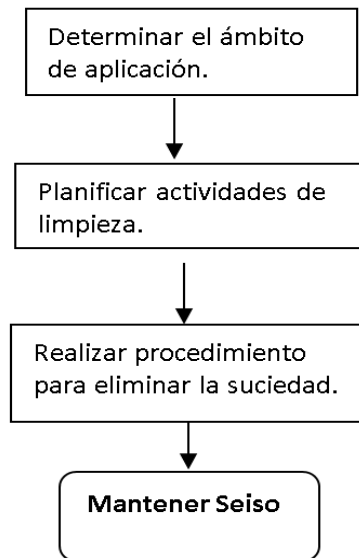 Determinar el ámbito
de aplicación.
Planificar actividades de
limpieza.
Realizar procedimiento
para eliminar la suciedad.
Mantener Seiso